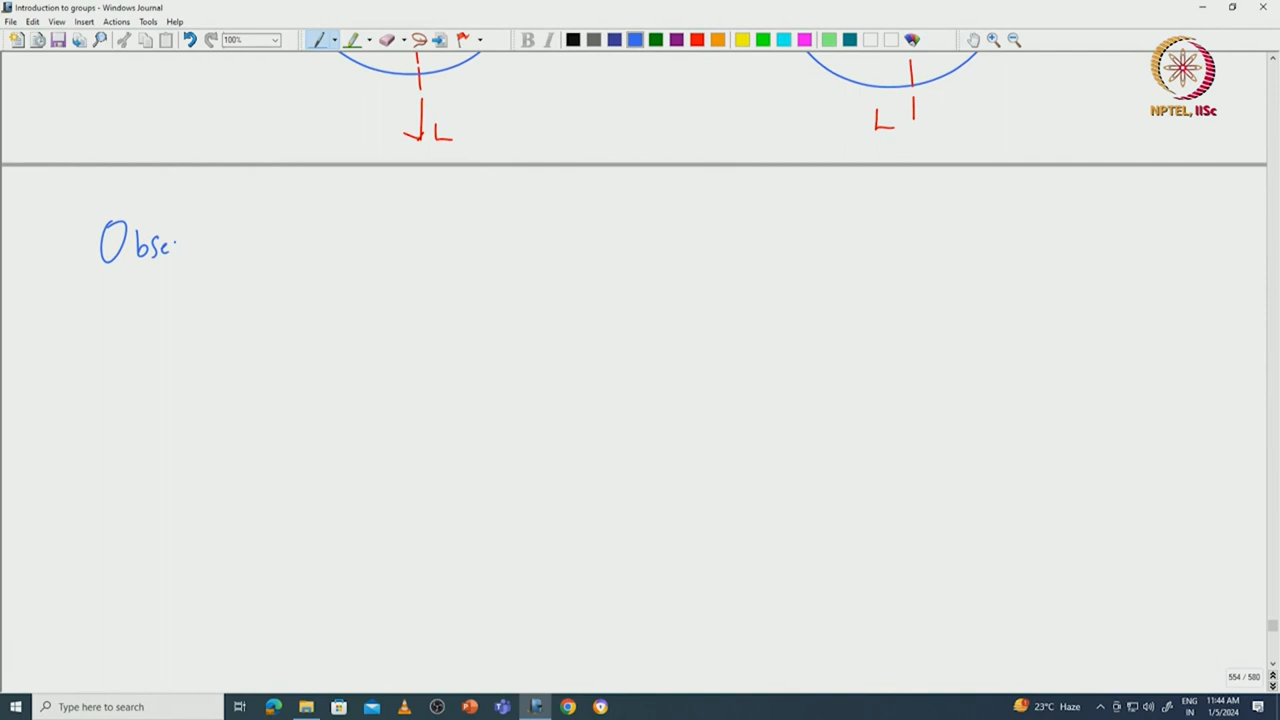 Introduction to groups - Windows Journal
File Edit View Insert Actions Tools Help
100%
B I
NPTEL, IISc
L
L
Obse
554 / 580
Type here to search
23°C Haze
ENG
IN
11:44 AM
1/5/2024